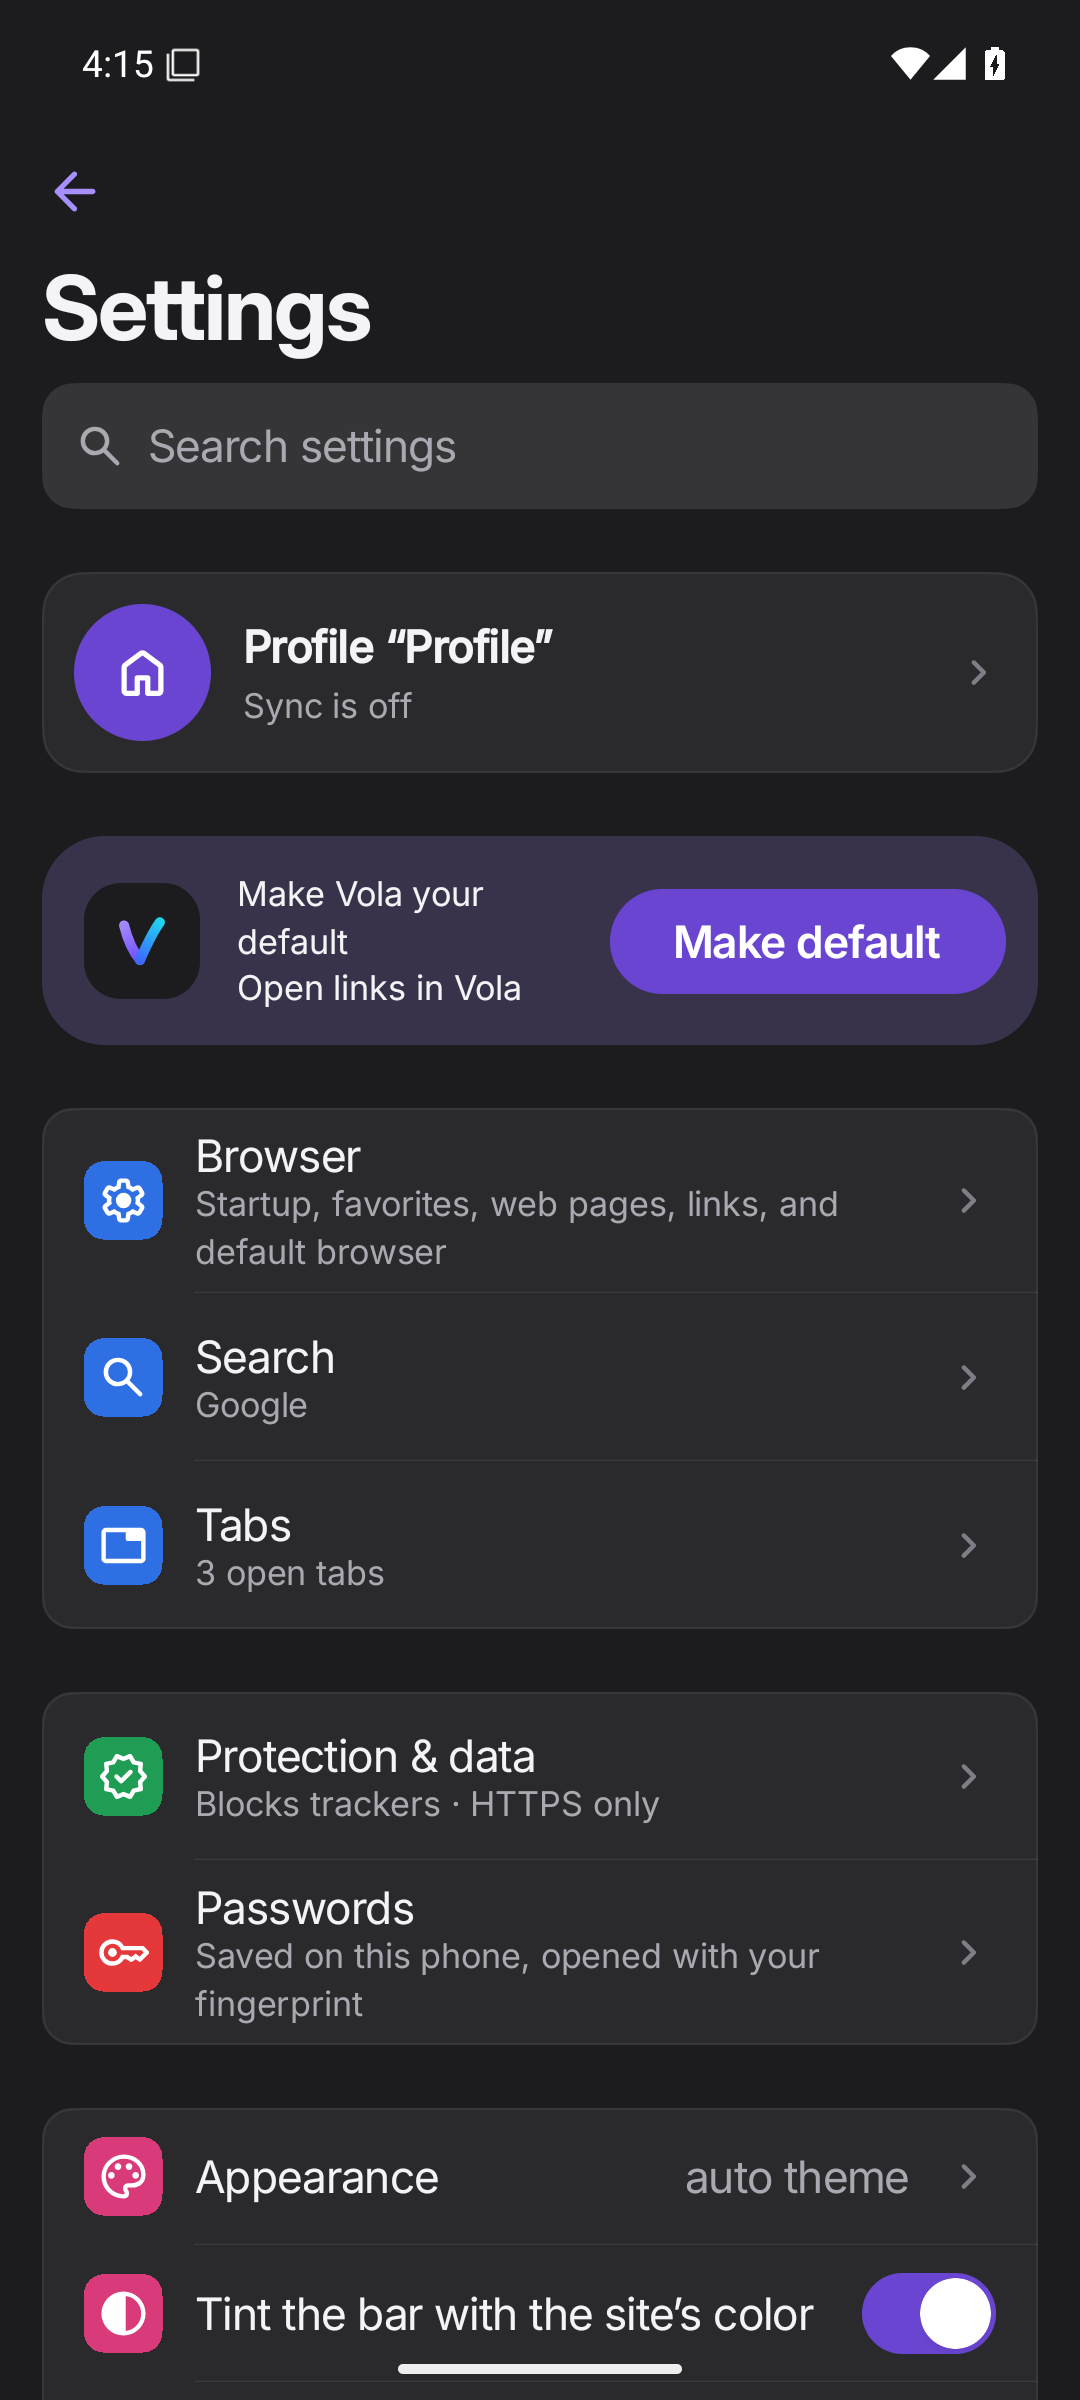 4:15
Settings
Search settings
Profile “Profile”
Sync is off
Make Vola your
default
Open links in Vola
Make default
Browser
Startup, favorites, web pages, links, and
default browser
Search
Google
Tabs
3 open tabs
Protection & data
Blocks trackers · HTTPS only
Passwords
Saved on this phone, opened with your
fingerprint
Appearance
auto theme
Tint the bar with the site’s color